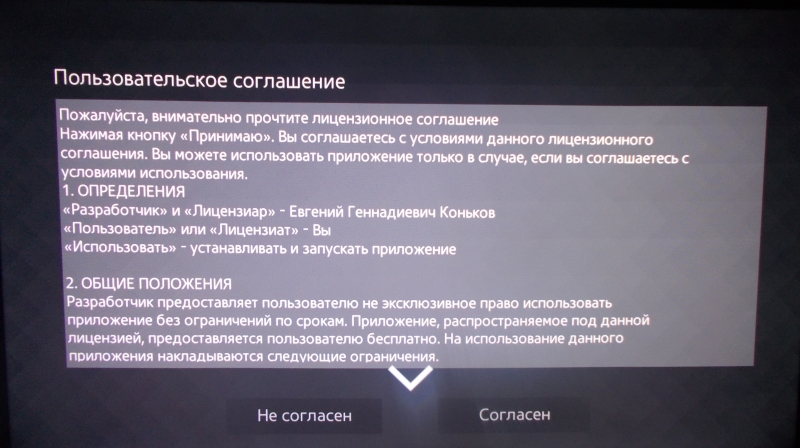 Пользовательское соглашение
Пожалуйста, внимательно прочтите лицензионное соглашение
Нажимая кнопку «Принимаю». Вы соглашаетесь с условиями данного лицензионного
соглашения. Вы можете использовать приложение только в случае, если вы соглашаетесь с
условиями использования.
1. ОПРЕДЕЛЕНИЯ
«Разработчик» и «Лицензиар» - Евгений Геннадиевич Коньков
«Пользователь» или «Лицензиат» - Вы
«Использовать» - устанавливать и запускать приложение
2. ОБЩИЕ ПОЛОЖЕНИЯ
Разработчик предоставляет пользователю не эксклюзивное право использовать
приложение без ограничений по срокам. Приложение, распространяемое под данной
лицензией, предоставляется пользователю бесплатно. На использование данного
приложения накладываются следующие ограничения.
Не согласен
Согласен